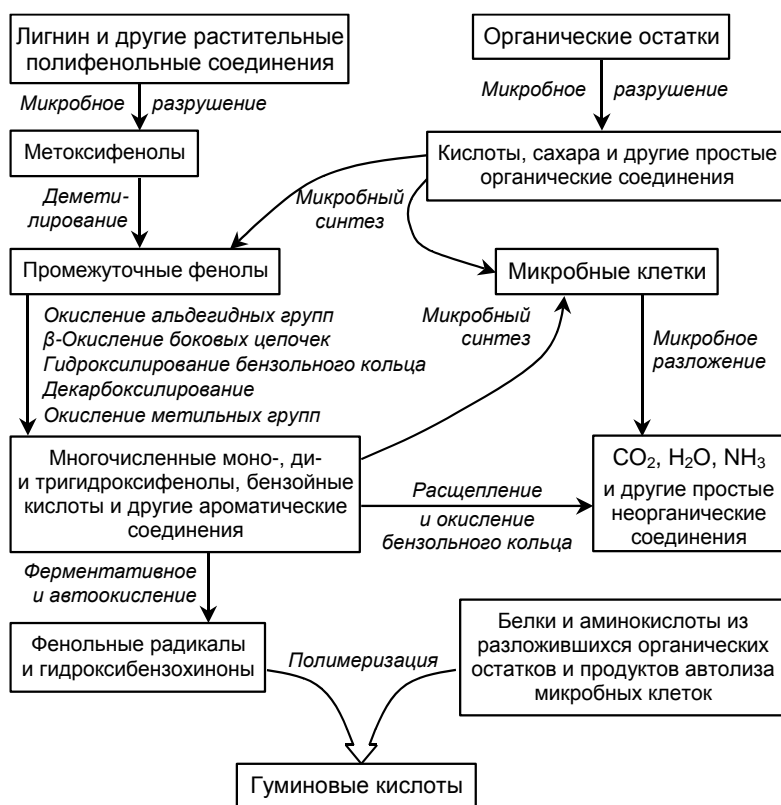 Лигнин и другие растительные
полифенольные соединения
Органические остатки
Микробное разрушение
Микробное разрушение
Метоксифенолы
Кислоты, сахара и другие простые
органические соединения
Демети-
лирование
Микробный
синтез
Промежуточные фенолы
Микробные клетки
Окисление альдегидных групп
β-Окисление боковых цепочек
Гидроксилирование бензольного кольца
Декарбоксилирование
Окисление метильных групп
Микробный
синтез
Микробное
разложение
Многочисленные моно-, ди-
и тригидроксифенолы, бензойные
кислоты и другие ароматические
соединения
Расщепление
и окисление
бензольного кольца
CO₂, H₂O, NH₃
и другие простые
неорганические
соединения
Ферментативное
и автоокисление
Фенольные радикалы
и гидроксибензохиноны
Полимеризация
Белки и аминокислоты из
разложившихся органических
остатков и продуктов автолиза
микробных клеток
Гуминовые кислоты